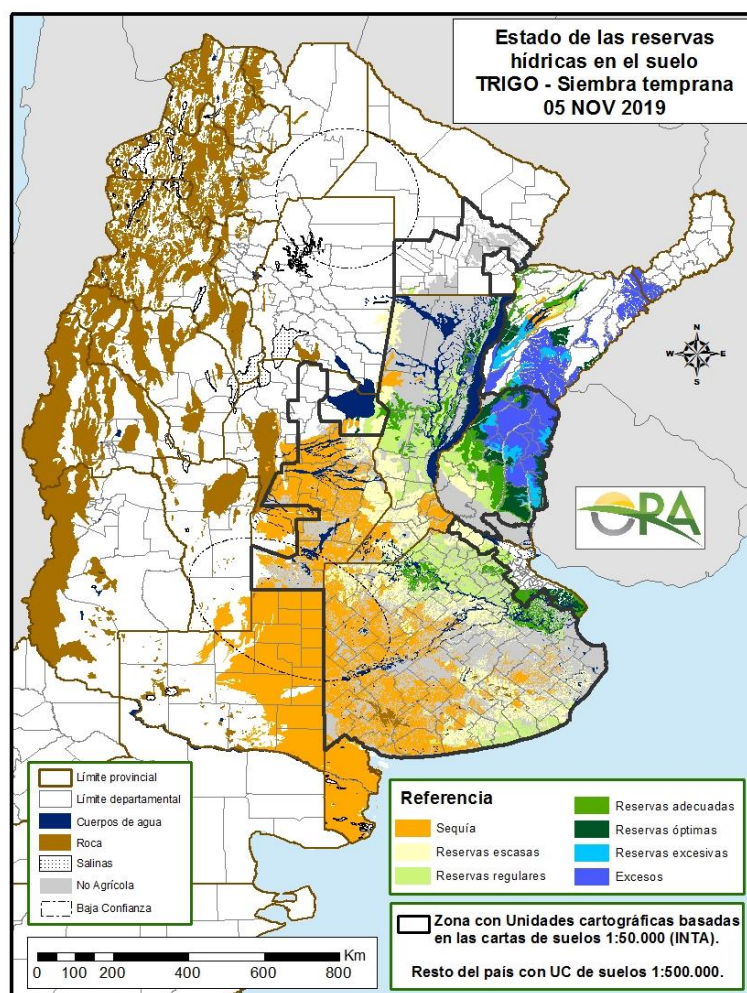 Estado de las reservas
hídricas en el suelo
TRIGO - Siembra temprana
05 NOV 2019
N
W E
S
ORA
Límite provincial
Límite departamental
Cuerpos de agua
Roca
Salinas
No Agrícola
Baja Confianza
Referencia
Sequía
Reservas escasas
Reservas regulares
Reservas adecuadas
Reservas óptimas
Reservas excesivas
Excesos
Km
0 100 200 400 600 800
Zona con Unidades cartográficas basadas
en las cartas de suelos 1:50.000 (INTA).
Resto del país con UC de suelos 1:500.000.